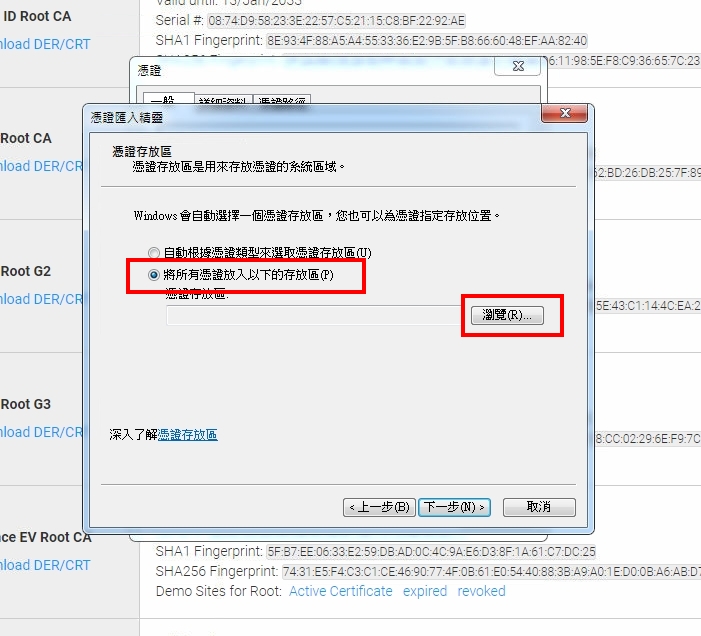 ID Root CA
nload DER/CRT
Valid until: 15/Jan/2038
Serial #: 08:74:D9:58:23:3E:22:57:C5:21:15:C8:BF:22:92:AE
SHA1 Fingerprint: 8E:93:4F:88:A5:A4:55:33:36:E2:9B:5F:B8:66:60:48:EF:AA:82:40
6:11:98:5E:F8:C9:36:65:7C:23
憑證
一般 詳細資料 憑證路徑
憑證匯入精靈
憑證存放區
憑證存放區是用來存放憑證的系統區域。
Windows 會自動選擇一個憑證存放區，您也可以為憑證指定存放位置。
自動根據憑證類型來選取憑證存放區(U)
將所有憑證放入以下的存放區(P)
憑證存放區:
瀏覽(R)...
深入了解憑證存放區
< 上一步(B) 下一步(N) > 取消
Root CA
nload DER/CR
52:BD:26:DB:25:7F:89
Root G2
nload DER/CR
5E:43:C1:14:4C:EA:2
Root G3
nload DER/CR
8:CC:02:29:6E:F9:7C
nce EV Root CA
nload DER/CRT
SHA1 Fingerprint: 5F:B7:EE:06:33:E2:59:DB:AD:0C:4C:9A:E6:D3:8F:1A:61:C7:DC:25
SHA256 Fingerprint: 74:31:E5:F4:C3:C1:CE:46:90:77:4F:0B:61:E0:54:40:88:3B:A9:A0:1E:D0:0B:A6:AB:D7
Demo Sites for Root: Active Certificate expired revoked